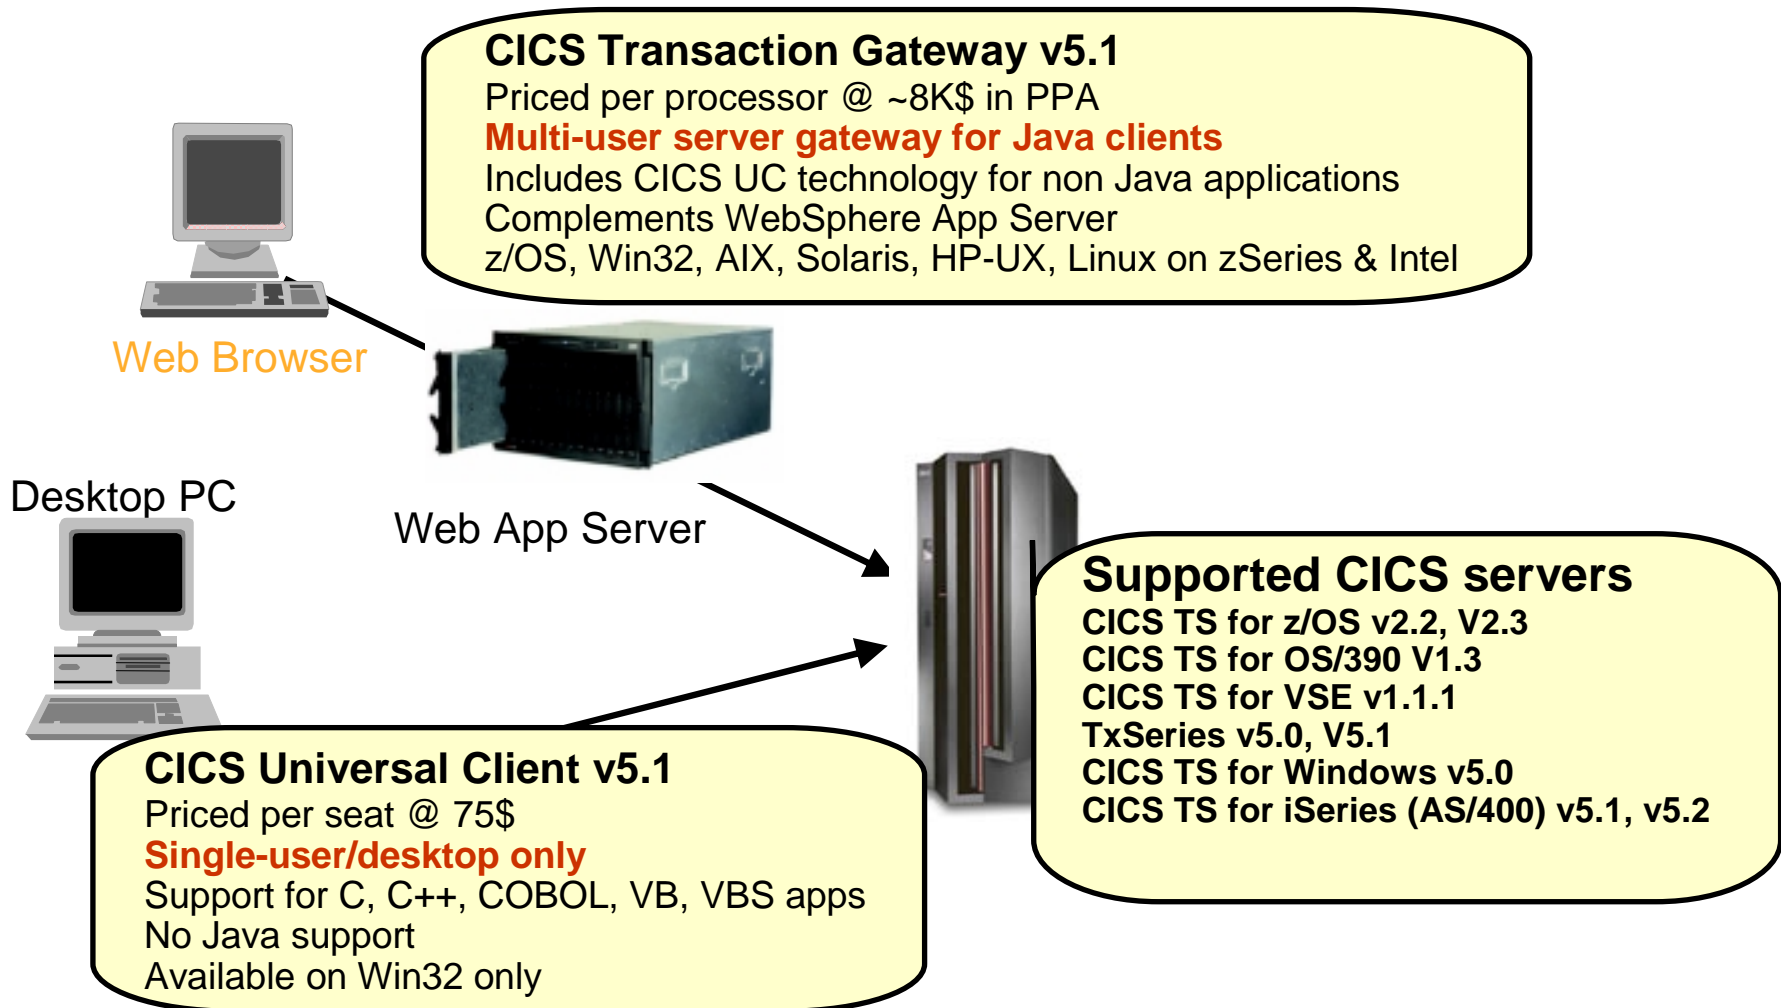 CICS Transaction Gateway v5.1
Priced per processor @ ~8K$ in PPA
Multi-user server gateway for Java clients
Includes CICS UC technology for non Java applications
Complements WebSphere App Server
z/OS, Win32, AIX, Solaris, HP-UX, Linux on zSeries & Intel
Web Browser
Desktop PC
Web App Server
Supported CICS servers
CICS TS for z/OS v2.2, V2.3
CICS TS for OS/390 V1.3
CICS TS for VSE v1.1.1
TxSeries v5.0, V5.1
CICS TS for Windows v5.0
CICS TS for iSeries (AS/400) v5.1, v5.2
CICS Universal Client v5.1
Priced per seat @ 75$
Single-user/desktop only
Support for C, C++, COBOL, VB, VBS apps
No Java support
Available on Win32 only